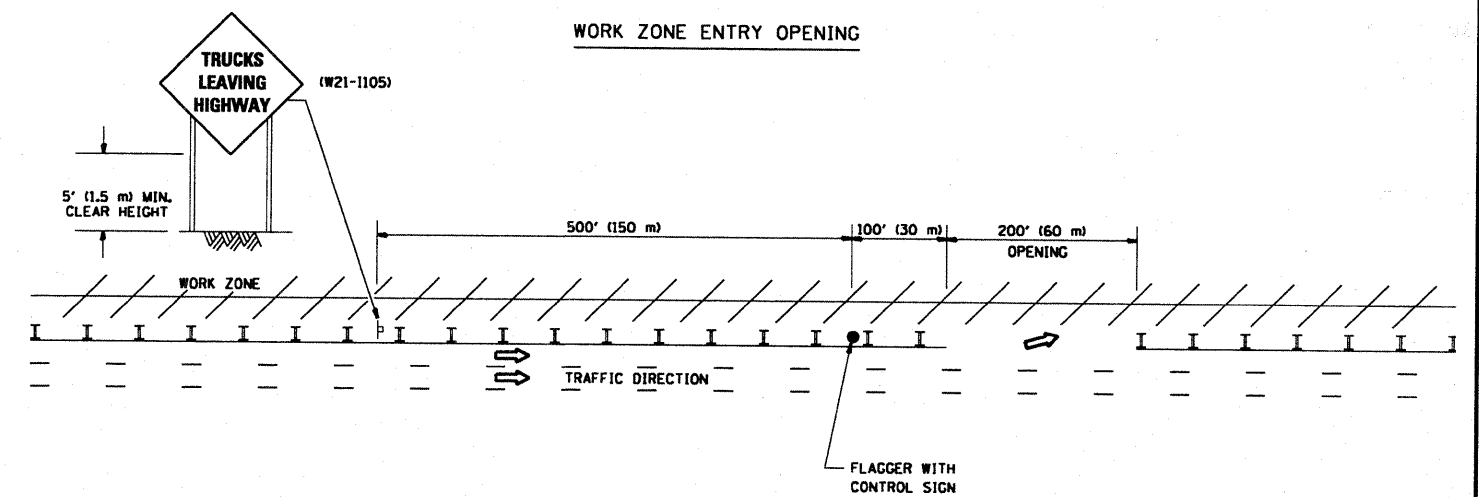 WORK ZONE ENTRY OPENING
TRUCKS
LEAVING
HIGHWAY
(W21-I105)
5' (1.5 m) MIN.
CLEAR HEIGHT
500' (150 m)
100' (30 m)
200' (60 m)
OPENING
WORK ZONE
TRAFFIC DIRECTION
FLAGGER WITH
CONTROL SIGN